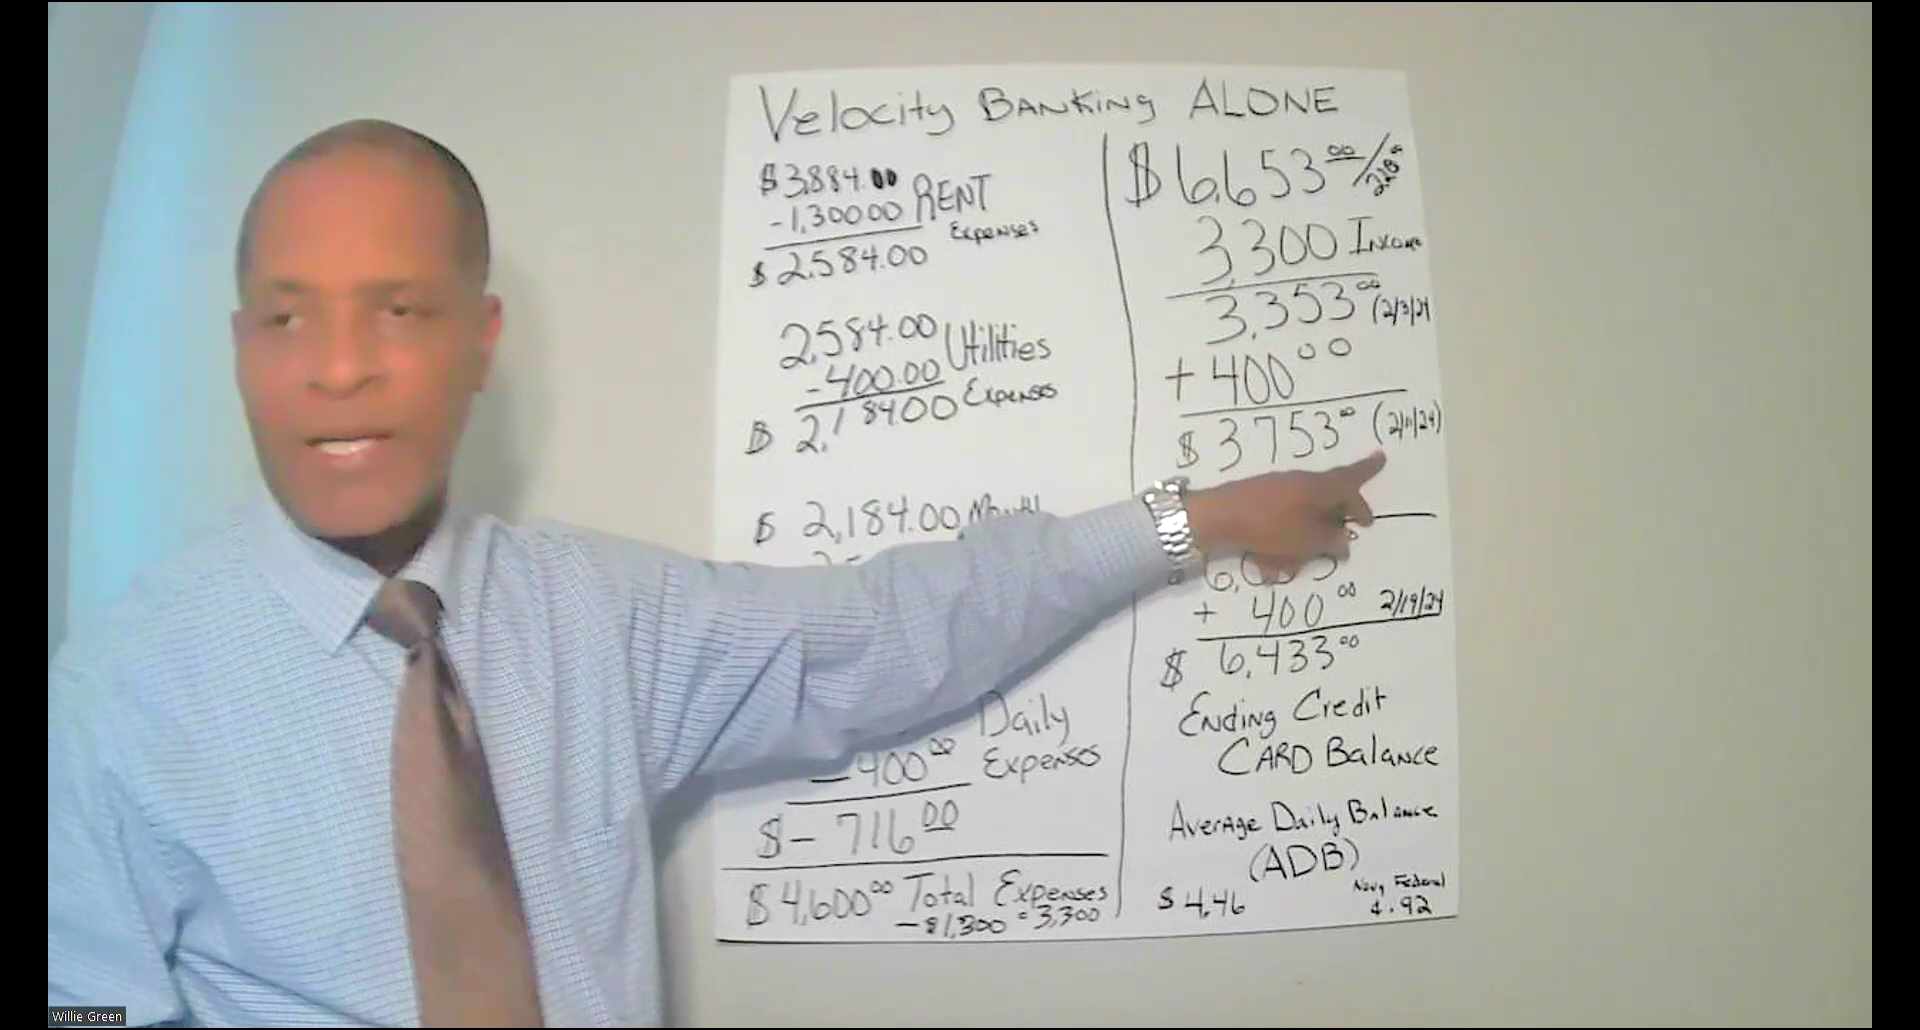 Velocity Banking ALONE
$3,884.00
-1,300.00 RENT
Expenses
$2,584.00
2,584.00 Utilities
-400.00 Expenses
$2,184.00
$2,184.00
Daily
-400.00 Expenses
$-716.00
$4,600.00 Total Expenses
-$1,300 = 3,300
$6,653.00/
3,300 Income
3,353.00 (2/3/24
+400.00
$3753.00 (2/11/24)
+ 400.00 2/19/24
$6,433.00
Ending Credit
CARD Balance
Average Daily Balance
(ADB)
Navy Federal
$4.46 4.92
Willie Green